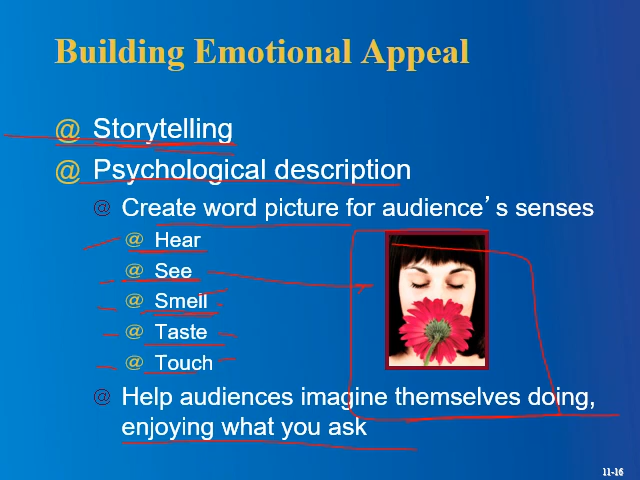 Building Emotional Appeal
@ Storytelling
@ Psychological description
@ Create word picture for audience’s senses
@ Hear
@ See
@ Smell
@ Taste
@ Touch
@ Help audiences imagine themselves doing,
enjoying what you ask
11-16